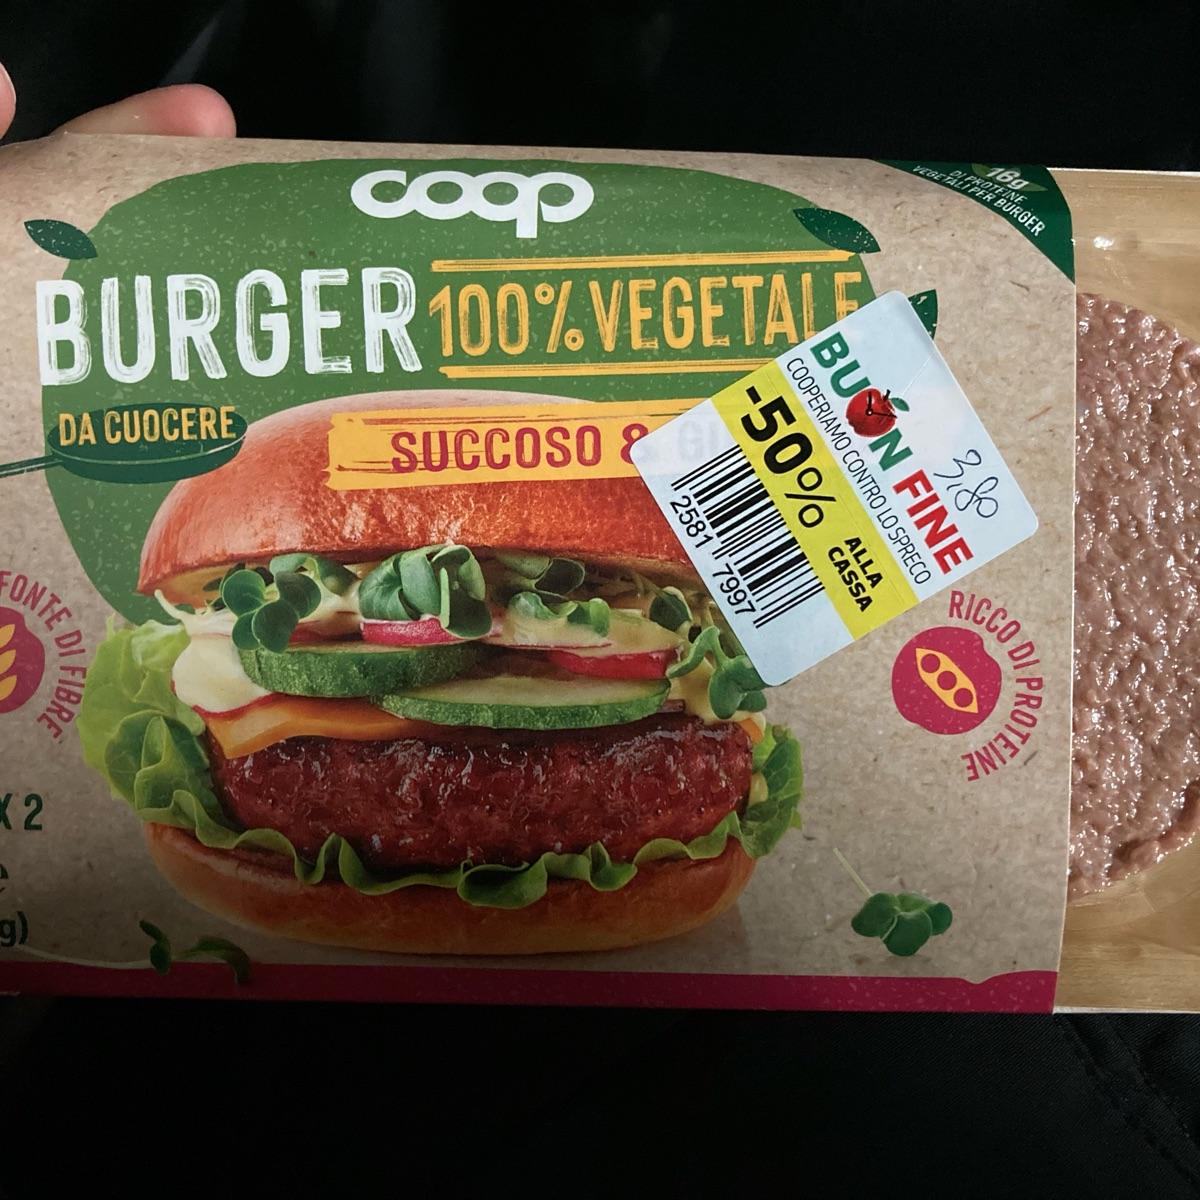 coop
BURGER 100% VEGETALE
DA CUOCERE
SUCCOSO &
16g
DI PROTEINE
VEGETALI PER BURGER
BUON FINE
COOPERIAMO CONTRO LO SPRECO
3,80
-50%
ALLA
CASSA
2581 7997
FONTE DI FIBRE
RICCO DI PROTEINE
X 2
e
g)